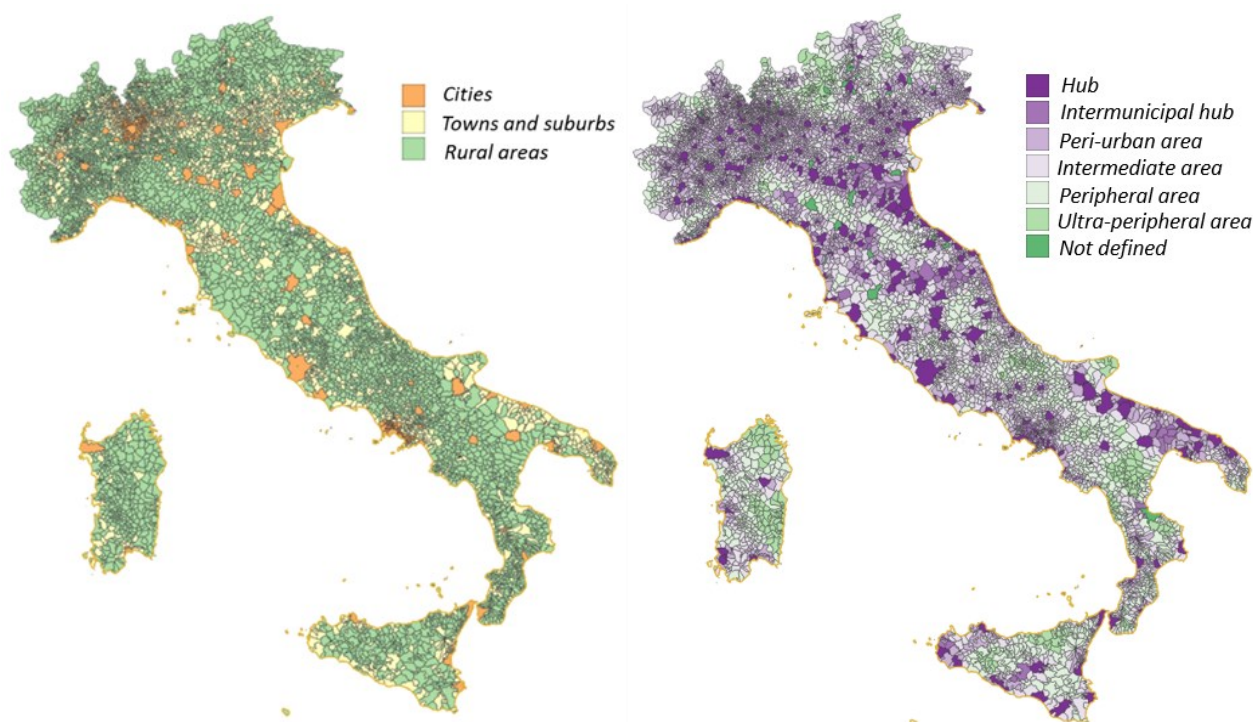 Cities
Towns and suburbs
Rural areas
Hub
Intermunicipal hub
Peri-urban area
Intermediate area
Peripheral area
Ultra-peripheral area
Not defined